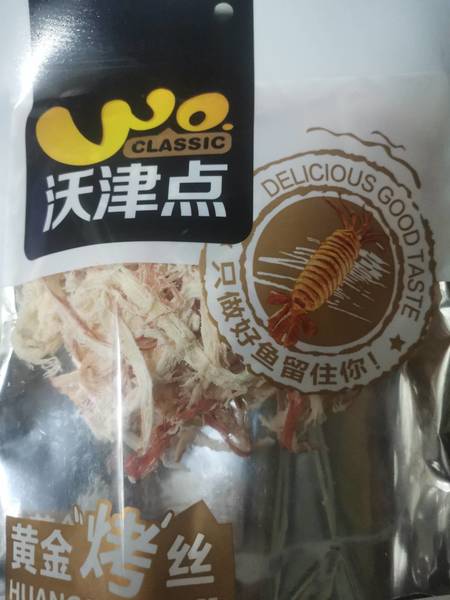 Wo.
CLASSIC
沃津点
DELICIOUS GOOD TASTE
只做好鱼留住你!
黄金"烤"丝
HUANG